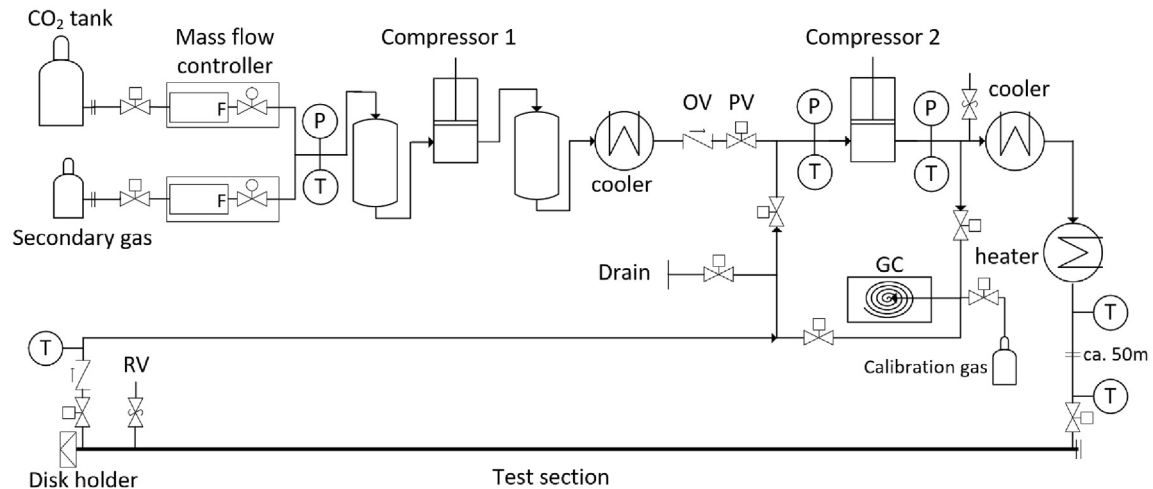 CO₂ tank
Mass flow
controller
Compressor 1
Compressor 2
F
P
T
OV PV
P
T
P
T
cooler
cooler
F
Secondary gas
Drain
GC
heater
T
Calibration gas
ca. 50m
T
T
RV
Disk holder
Test section